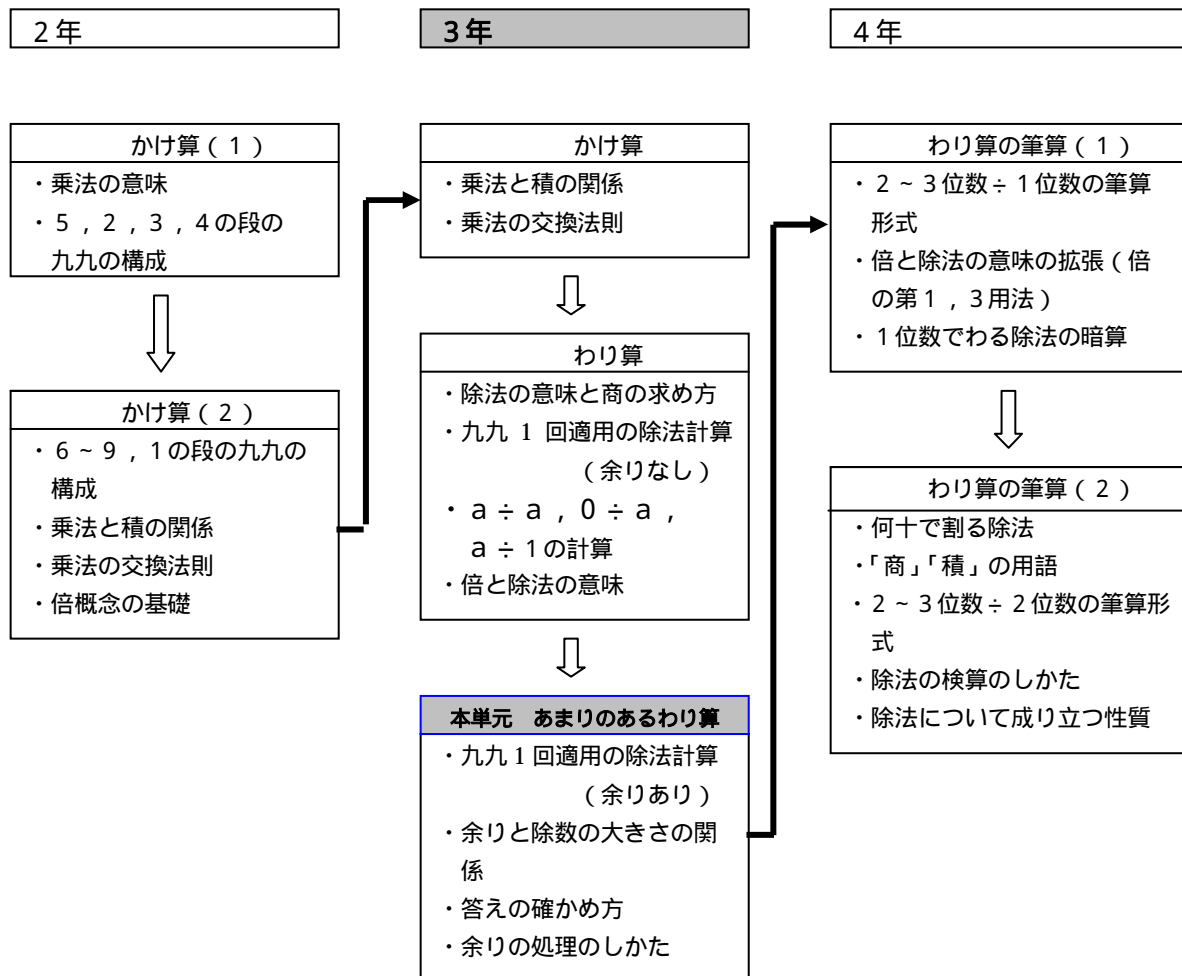 2年
かけ算(1)
・乗法の意味
・5,2,3,4の段の
九九の構成
かけ算(2)
・6~9,1の段の九九の
構成
・乗法と積の関係
・乗法の交換法則
・倍概念の基礎
3年
かけ算
・乗法と積の関係
・乗法の交換法則
わり算
・除法の意味と商の求め方
・九九 1 回適用の除法計算
(余りなし)
・a÷a,0÷a,
a÷1の計算
・倍と除法の意味
本単元 あまりのあるわり算
・九九1回適用の除法計算
(余りあり)
・余りと除数の大きさの関
係
・答えの確かめ方
・余りの処理のしかた
4年
わり算の筆算(1)
・2~3位数÷1位数の筆算
形式
・倍と除法の意味の拡張(倍
の第1,3用法)
・1位数でわる除法の暗算
わり算の筆算(2)
・何十で割る除法
・「商」「積」の用語
・2~3位数÷2位数の筆算形
式
・除法の検算のしかた
・除法について成り立つ性質